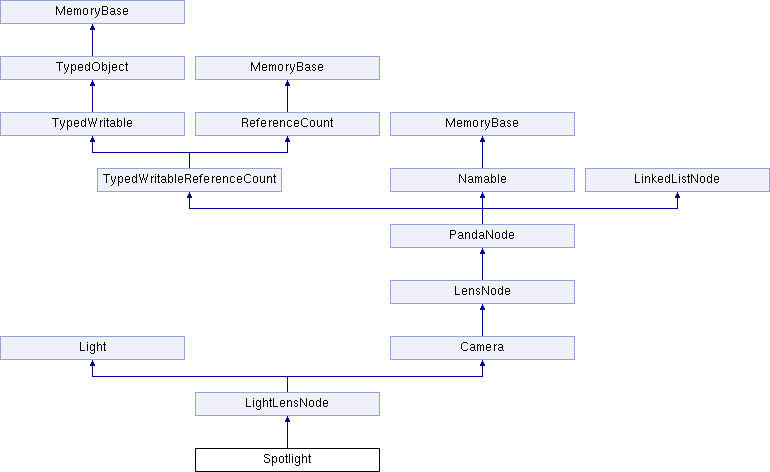 MemoryBase
TypedObject
MemoryBase
TypedWritable
ReferenceCount
MemoryBase
TypedWritableReferenceCount
Namable
LinkedListNode
PandaNode
LensNode
Light
Camera
LightLensNode
Spotlight